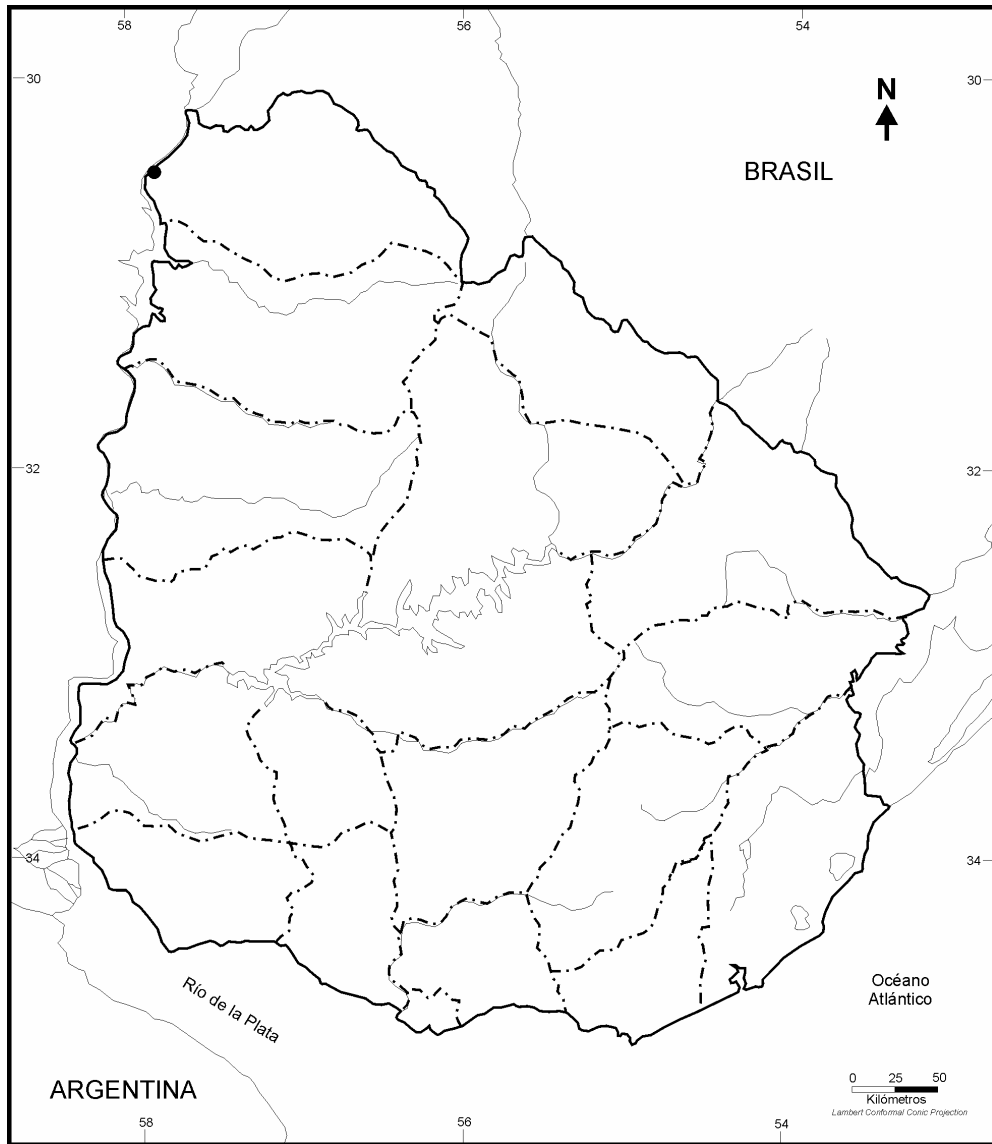 58 56 54
30 30
N
BRASIL
32 32
34 34
Océano
Atlántico
Río de la Plata
ARGENTINA
0 25 50
Kilómetros
Lambert Conformal Conic Projection
58 56 54